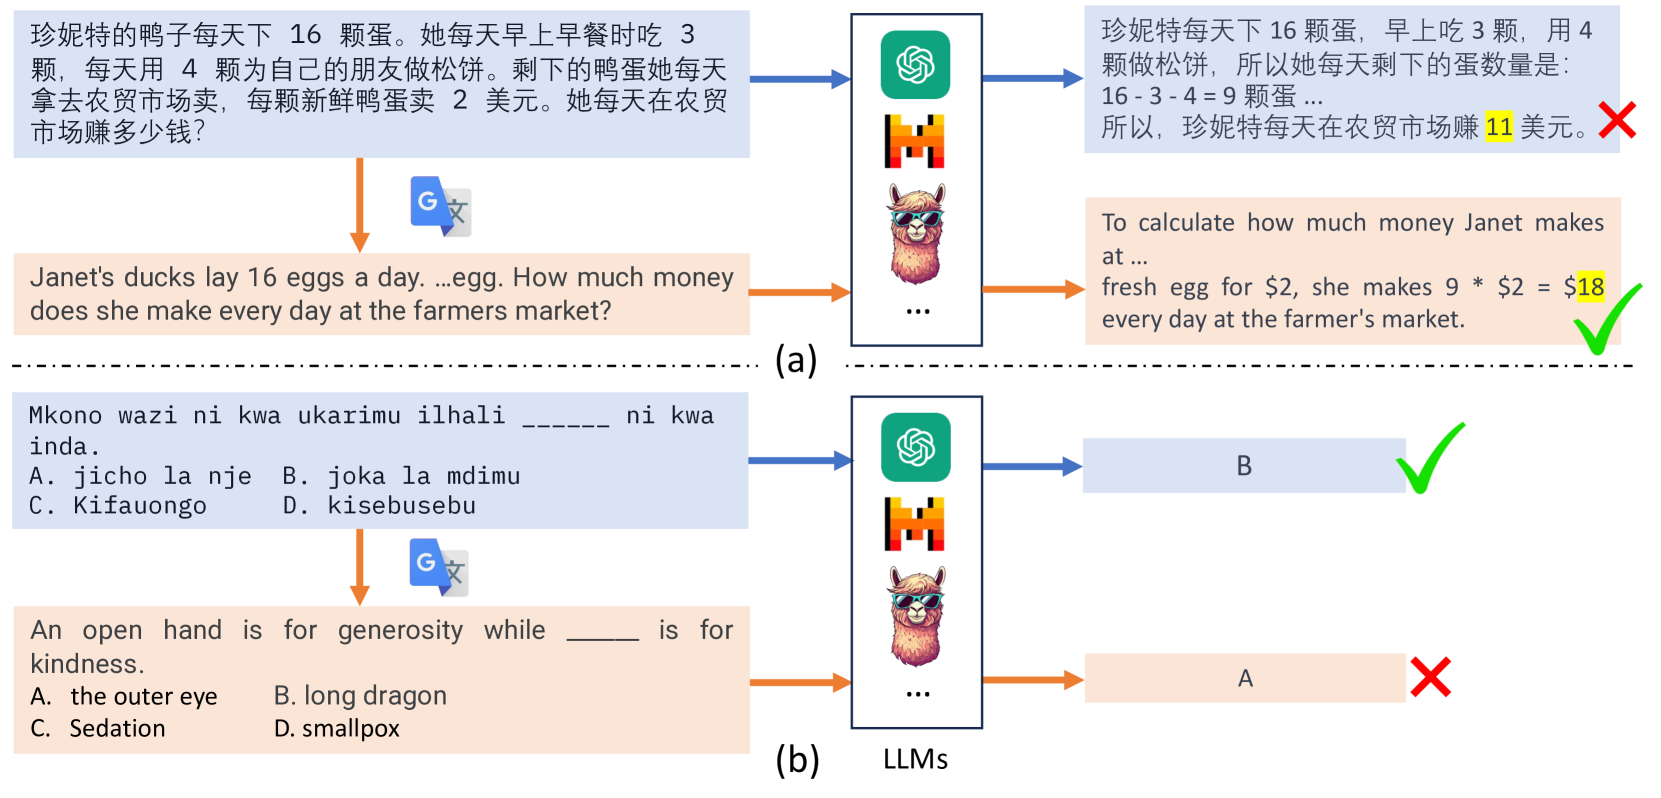 珍妮特的鸭子每天下 16 颗蛋。她每天早上早餐时吃 3
颗，每天用 4 颗为自己的朋友做松饼。剩下的鸭蛋她每天
拿去农贸市场卖，每颗新鲜鸭蛋卖 2 美元。她每天在农贸
市场赚多少钱？
珍妮特每天下 16 颗蛋，早上吃 3 颗，用 4
颗做松饼，所以她每天剩下的蛋数量是：
16 - 3 - 4 = 9 颗蛋 ...
所以，珍妮特每天在农贸市场赚 11 美元。
G 文
Janet's ducks lay 16 eggs a day. ...egg. How much money
does she make every day at the farmers market?
...
To calculate how much money Janet makes
at ...
fresh egg for $2, she makes 9 * $2 = $18
every day at the farmer's market.
(a)
Mkono wazi ni kwa ukarimu ilhali ______ ni kwa
inda.
A. jicho la nje B. joka la mdimu
C. Kifauongo D. kisebusebu
B
G 文
An open hand is for generosity while _____ is for
kindness.
A. the outer eye B. long dragon
C. Sedation D. smallpox
...
A
(b)
LLMs